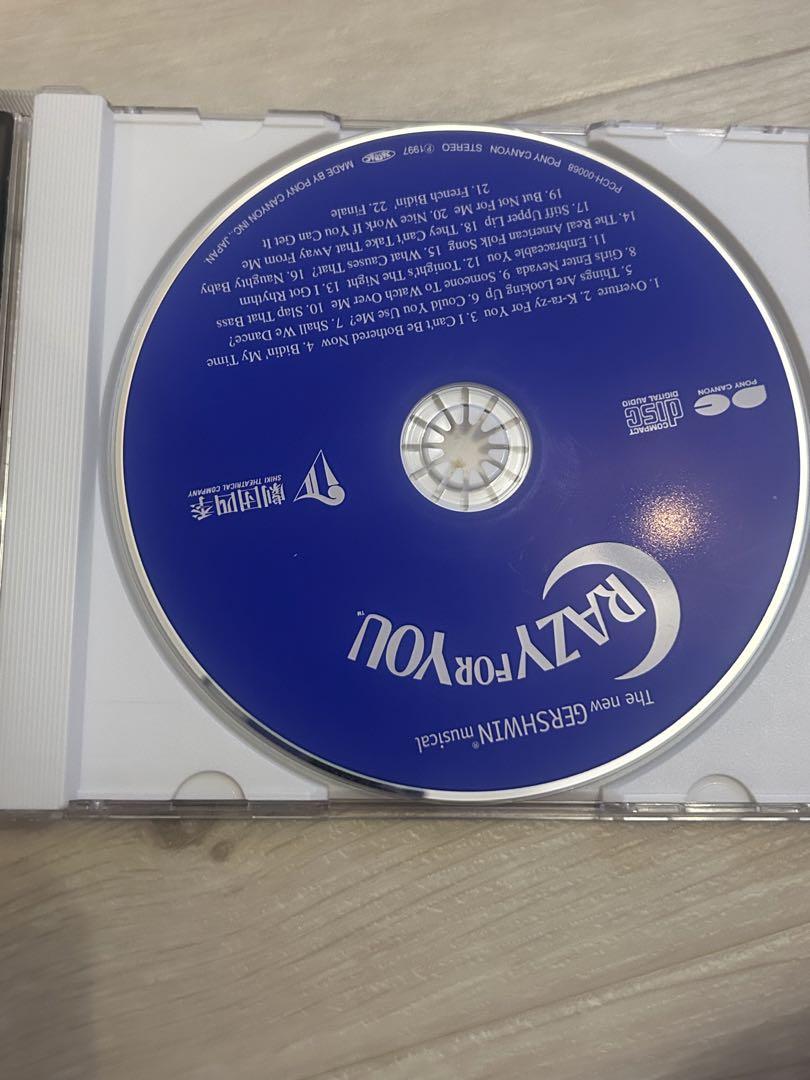 The new GERSHWIN® musical
CRAZY FOR YOU™
劇団四季
SHIKI THEATRICAL COMPANY
COMPACT
disc
DIGITAL AUDIO
PONY CANYON
1. Overture 2. K-ra-zy For You 3. I Can't Be Bothered Now 4. Bidin' My Time
5. Things Are Looking Up 6. Could You Use Me? 7. Shall We Dance?
8. Girls Enter Nevada 9. Someone To Watch Over Me 10. Slap That Bass
11. Embraceable You 12. Tonight's The Night 13. I Got Rhythm
14. The Real American Folk Song 15. What Causes That? 16. Naughty Baby
17. Stiff Upper Lip 18. They Can't Take That Away From Me
19. But Not For Me 20. Nice Work If You Can Get It
21. French Bidin' 22. Finale
PCCH-00068 PONY CANYON STEREO ℗1997 JASRAC MADE BY PONY CANYON INC., JAPAN.